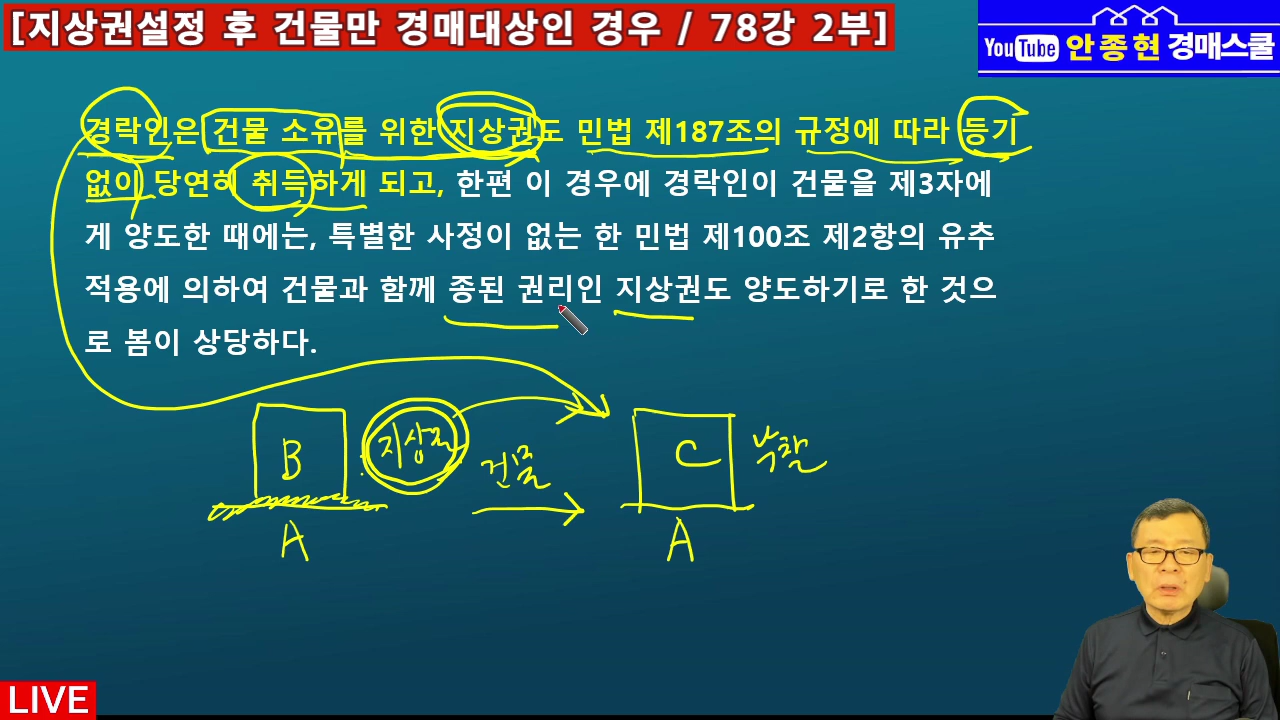 [지상권설정 후 건물만 경매대상인 경우 / 78강 2부]
YouTube 안종현 경매스쿨
경락인은 건물 소유를 위한 지상권도 민법 제187조의 규정에 따라 등기
없이 당연히 취득하게 되고, 한편 이 경우에 경락인이 건물을 제3자에
게 양도한 때에는, 특별한 사정이 없는 한 민법 제100조 제2항의 유추
적용에 의하여 건물과 함께 종된 권리인 지상권도 양도하기로 한 것으
로 봄이 상당하다.
B 지상권 건물 C 낙찰
A A
LIVE